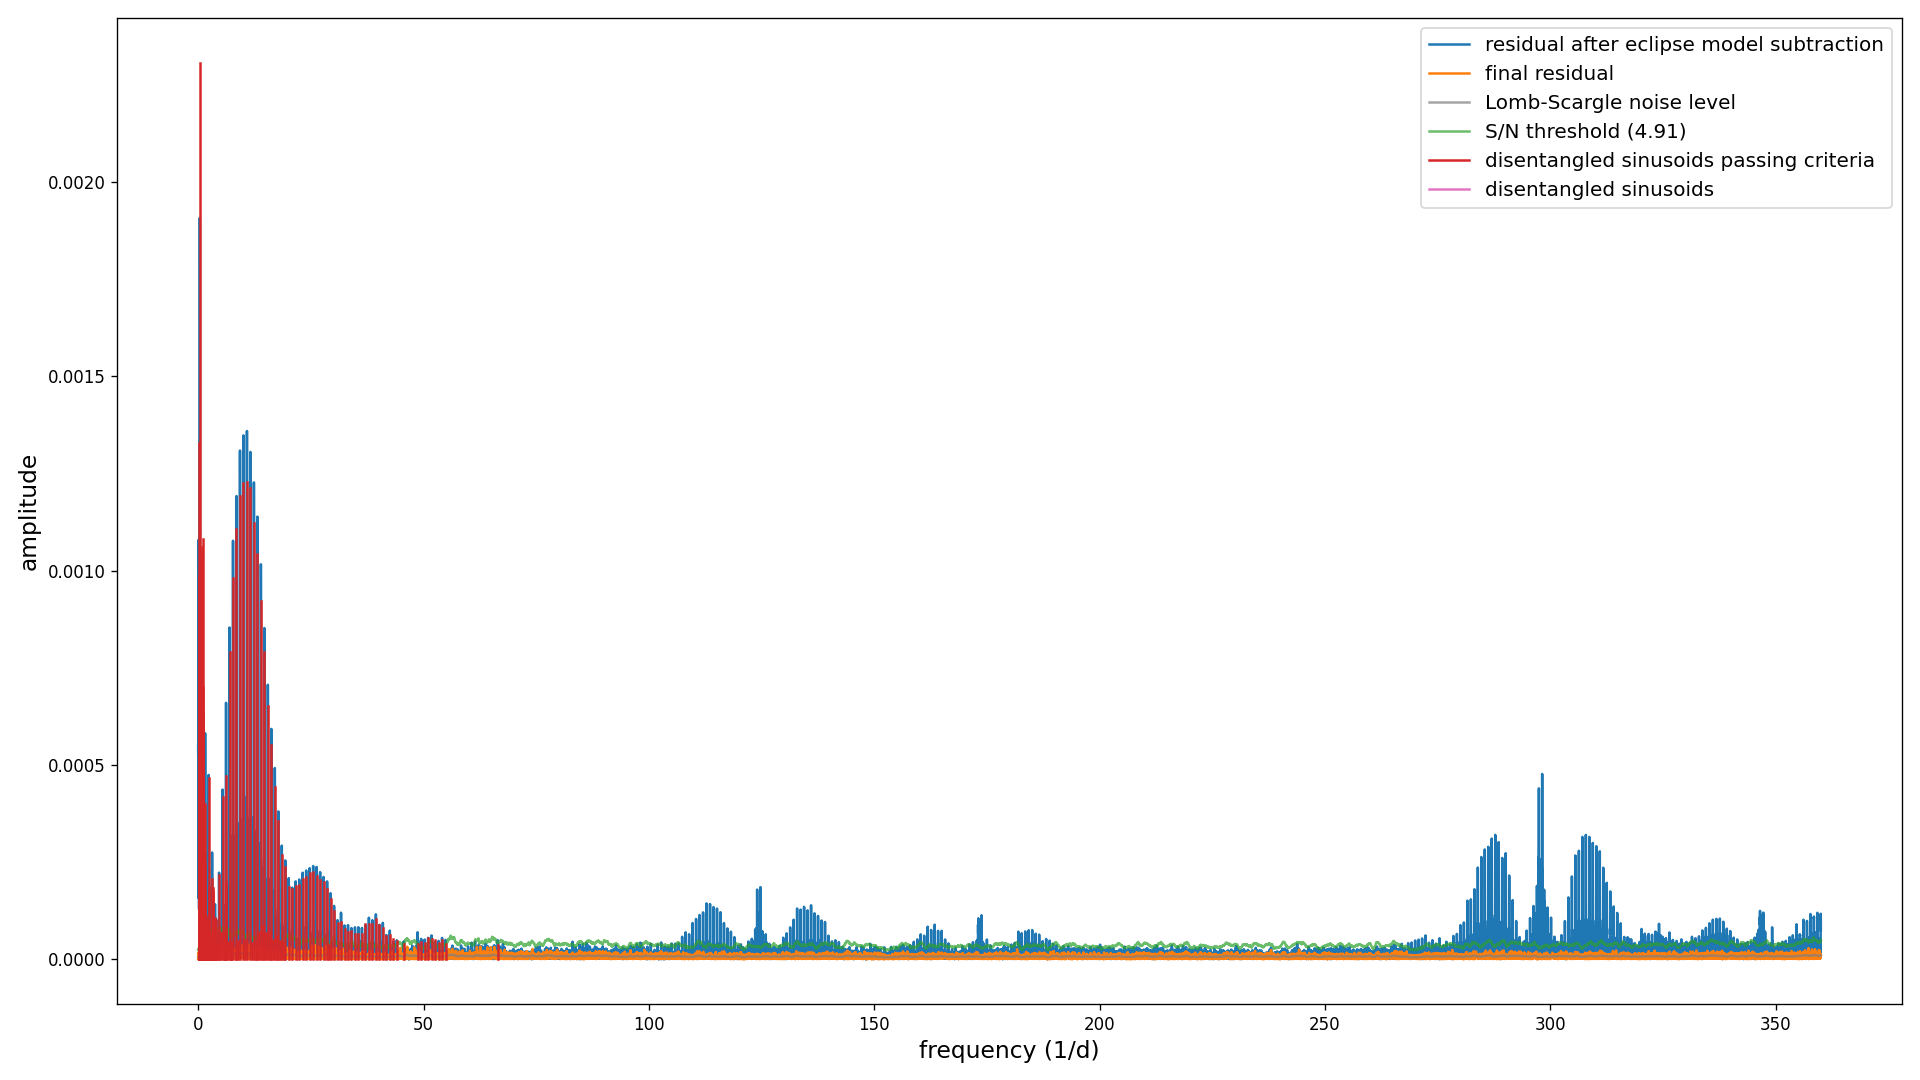 residual after eclipse model subtraction
final residual
Lomb-Scargle noise level
S/N threshold (4.91)
disentangled sinusoids passing criteria
disentangled sinusoids
amplitude
0.0020
0.0015
0.0010
0.0005
0.0000
0 50 100 150 200 250 300 350
frequency (1/d)